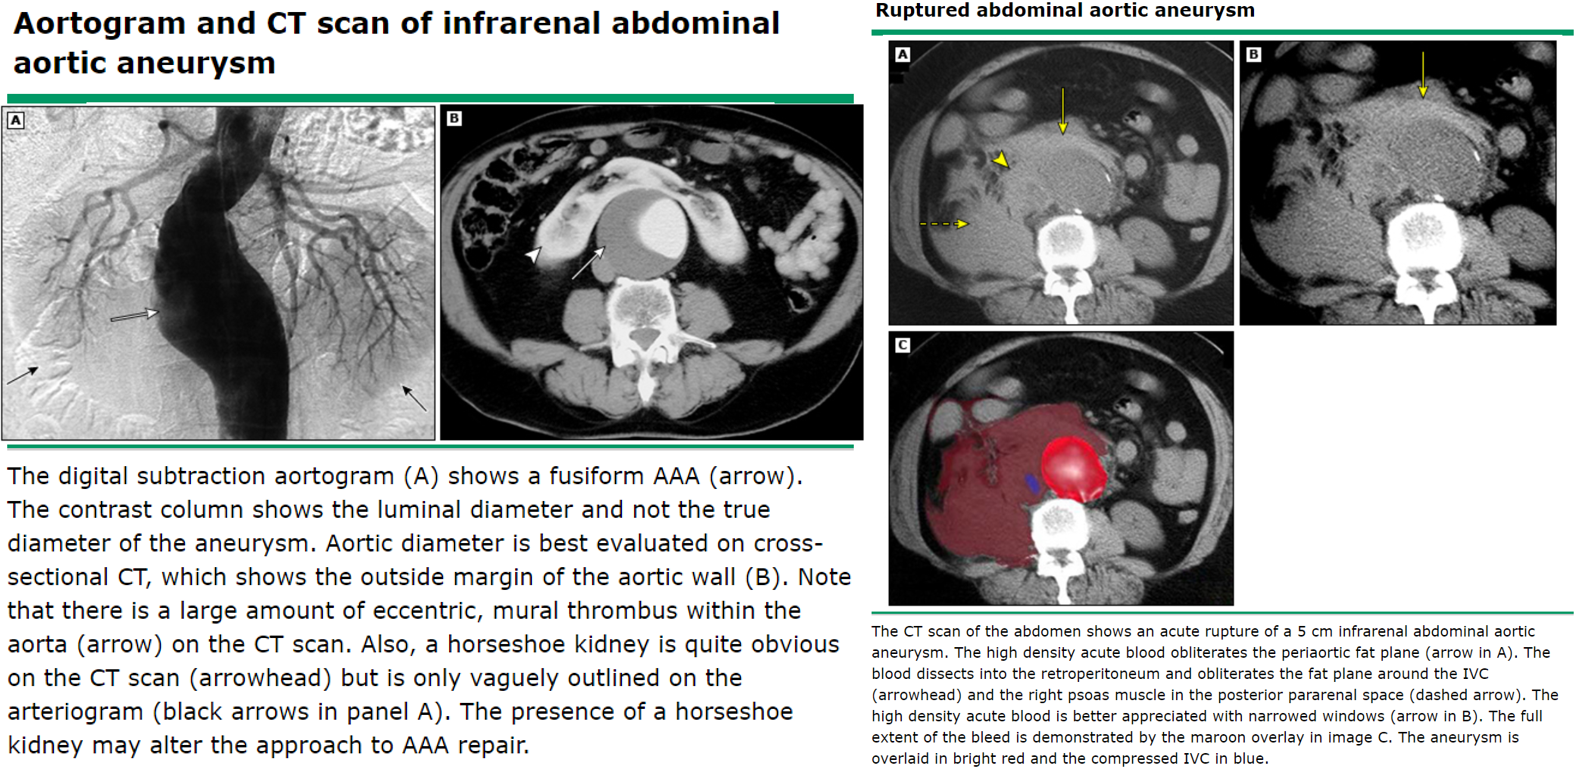 Aortogram and CT scan of infrarenal abdominal
aortic aneurysm
A
B
The digital subtraction aortogram (A) shows a fusiform AAA (arrow).
The contrast column shows the luminal diameter and not the true
diameter of the aneurysm. Aortic diameter is best evaluated on cross-
sectional CT, which shows the outside margin of the aortic wall (B). Note
that there is a large amount of eccentric, mural thrombus within the
aorta (arrow) on the CT scan. Also, a horseshoe kidney is quite obvious
on the CT scan (arrowhead) but is only vaguely outlined on the
arteriogram (black arrows in panel A). The presence of a horseshoe
kidney may alter the approach to AAA repair.
Ruptured abdominal aortic aneurysm
A
B
C
The CT scan of the abdomen shows an acute rupture of a 5 cm infrarenal abdominal aortic
aneurysm. The high density acute blood obliterates the periaortic fat plane (arrow in A). The
blood dissects into the retroperitoneum and obliterates the fat plane around the IVC
(arrowhead) and the right psoas muscle in the posterior pararenal space (dashed arrow). The
high density acute blood is better appreciated with narrowed windows (arrow in B). The full
extent of the bleed is demonstrated by the maroon overlay in image C. The aneurysm is
overlaid in bright red and the compressed IVC in blue.